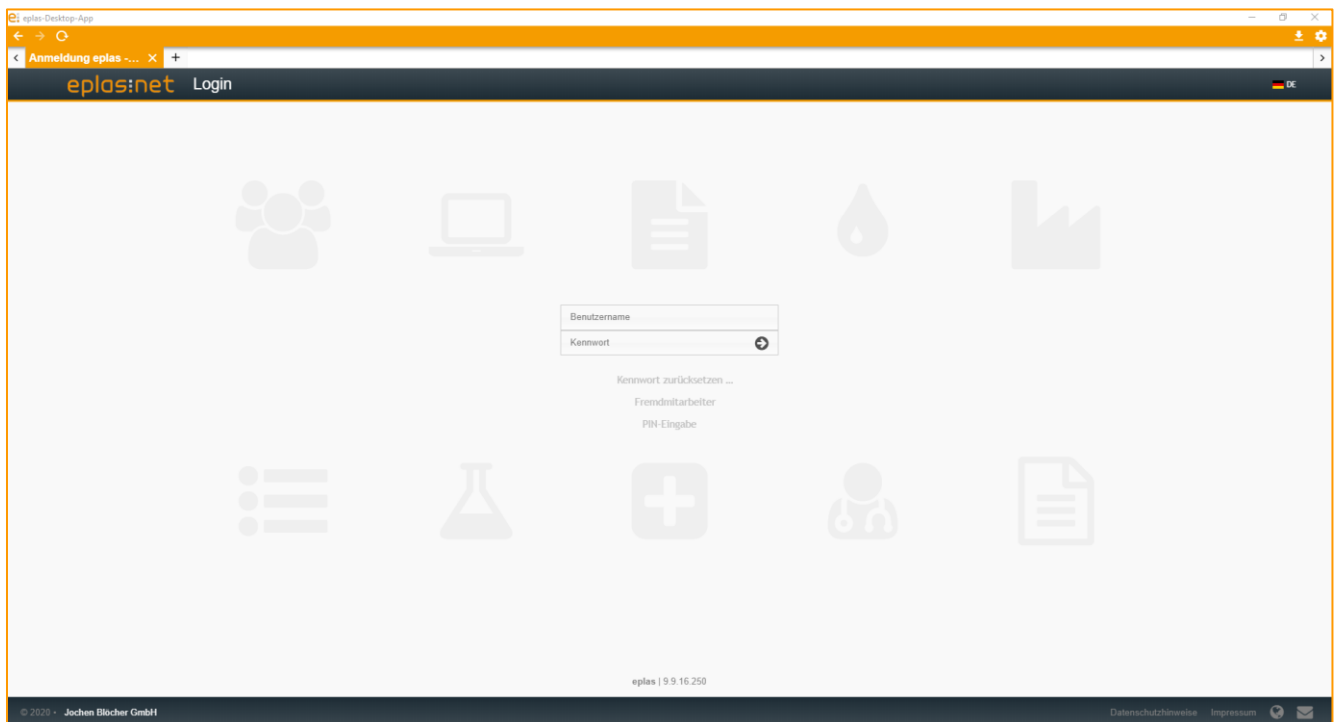 eplas-Desktop-App
Anmeldung eplas -...
eplas:net Login
DE
Benutzername
Kennwort
Kennwort zurücksetzen ...
Fremdmitarbeiter
PIN-Eingabe
eplas | 9.9.16.250
© 2020 - Jochen Blöcher GmbH
Datenschutzhinweise Impressum